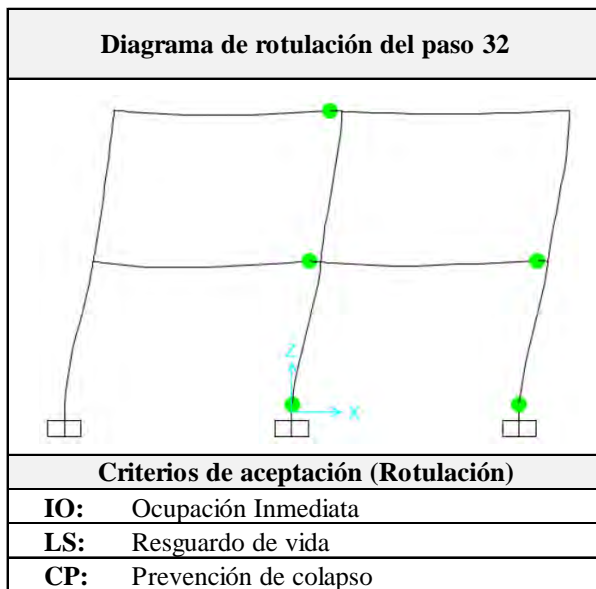 Diagrama de rotulación del paso 32
Z
X
Criterios de aceptación (Rotulación)
IO: Ocupación Inmediata
LS: Resguardo de vida
CP: Prevención de colapso